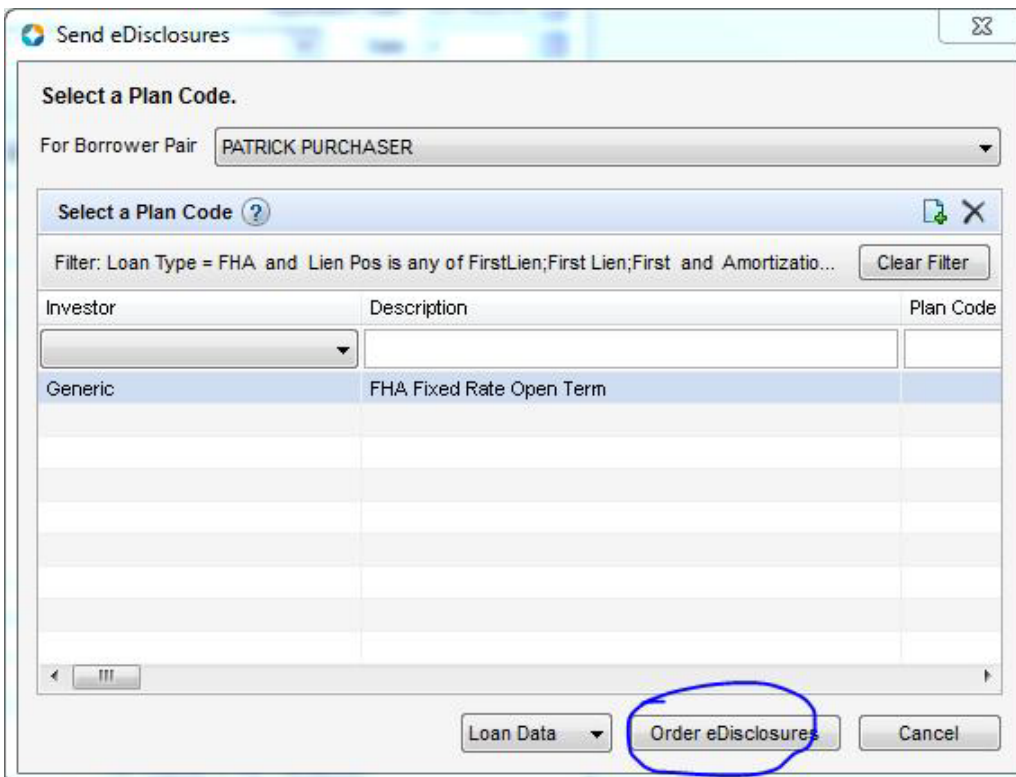 Send eDisclosures
Select a Plan Code.
For Borrower Pair PATRICK PURCHASER
Select a Plan Code ?
Filter: Loan Type = FHA and Lien Pos is any of FirstLien;First Lien;First and Amortizatio... Clear Filter
Investor Description Plan Code
Generic FHA Fixed Rate Open Term
Loan Data Order eDisclosures Cancel